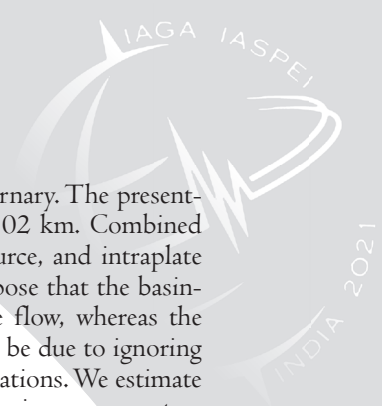 IAGA IASPEI
INDIA 2021
rnary. The present-
02 km. Combined
urce, and intraplate
pose that the basin-
e flow, whereas the
be due to ignoring
ations. We estimate